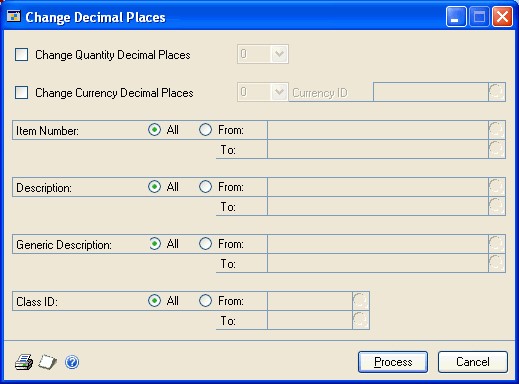 Change Decimal Places
Change Quantity Decimal Places 0
Change Currency Decimal Places 0 Currency ID
Item Number: All From:
To:
Description: All From:
To:
Generic Description: All From:
To:
Class ID: All From:
To:
Process Cancel